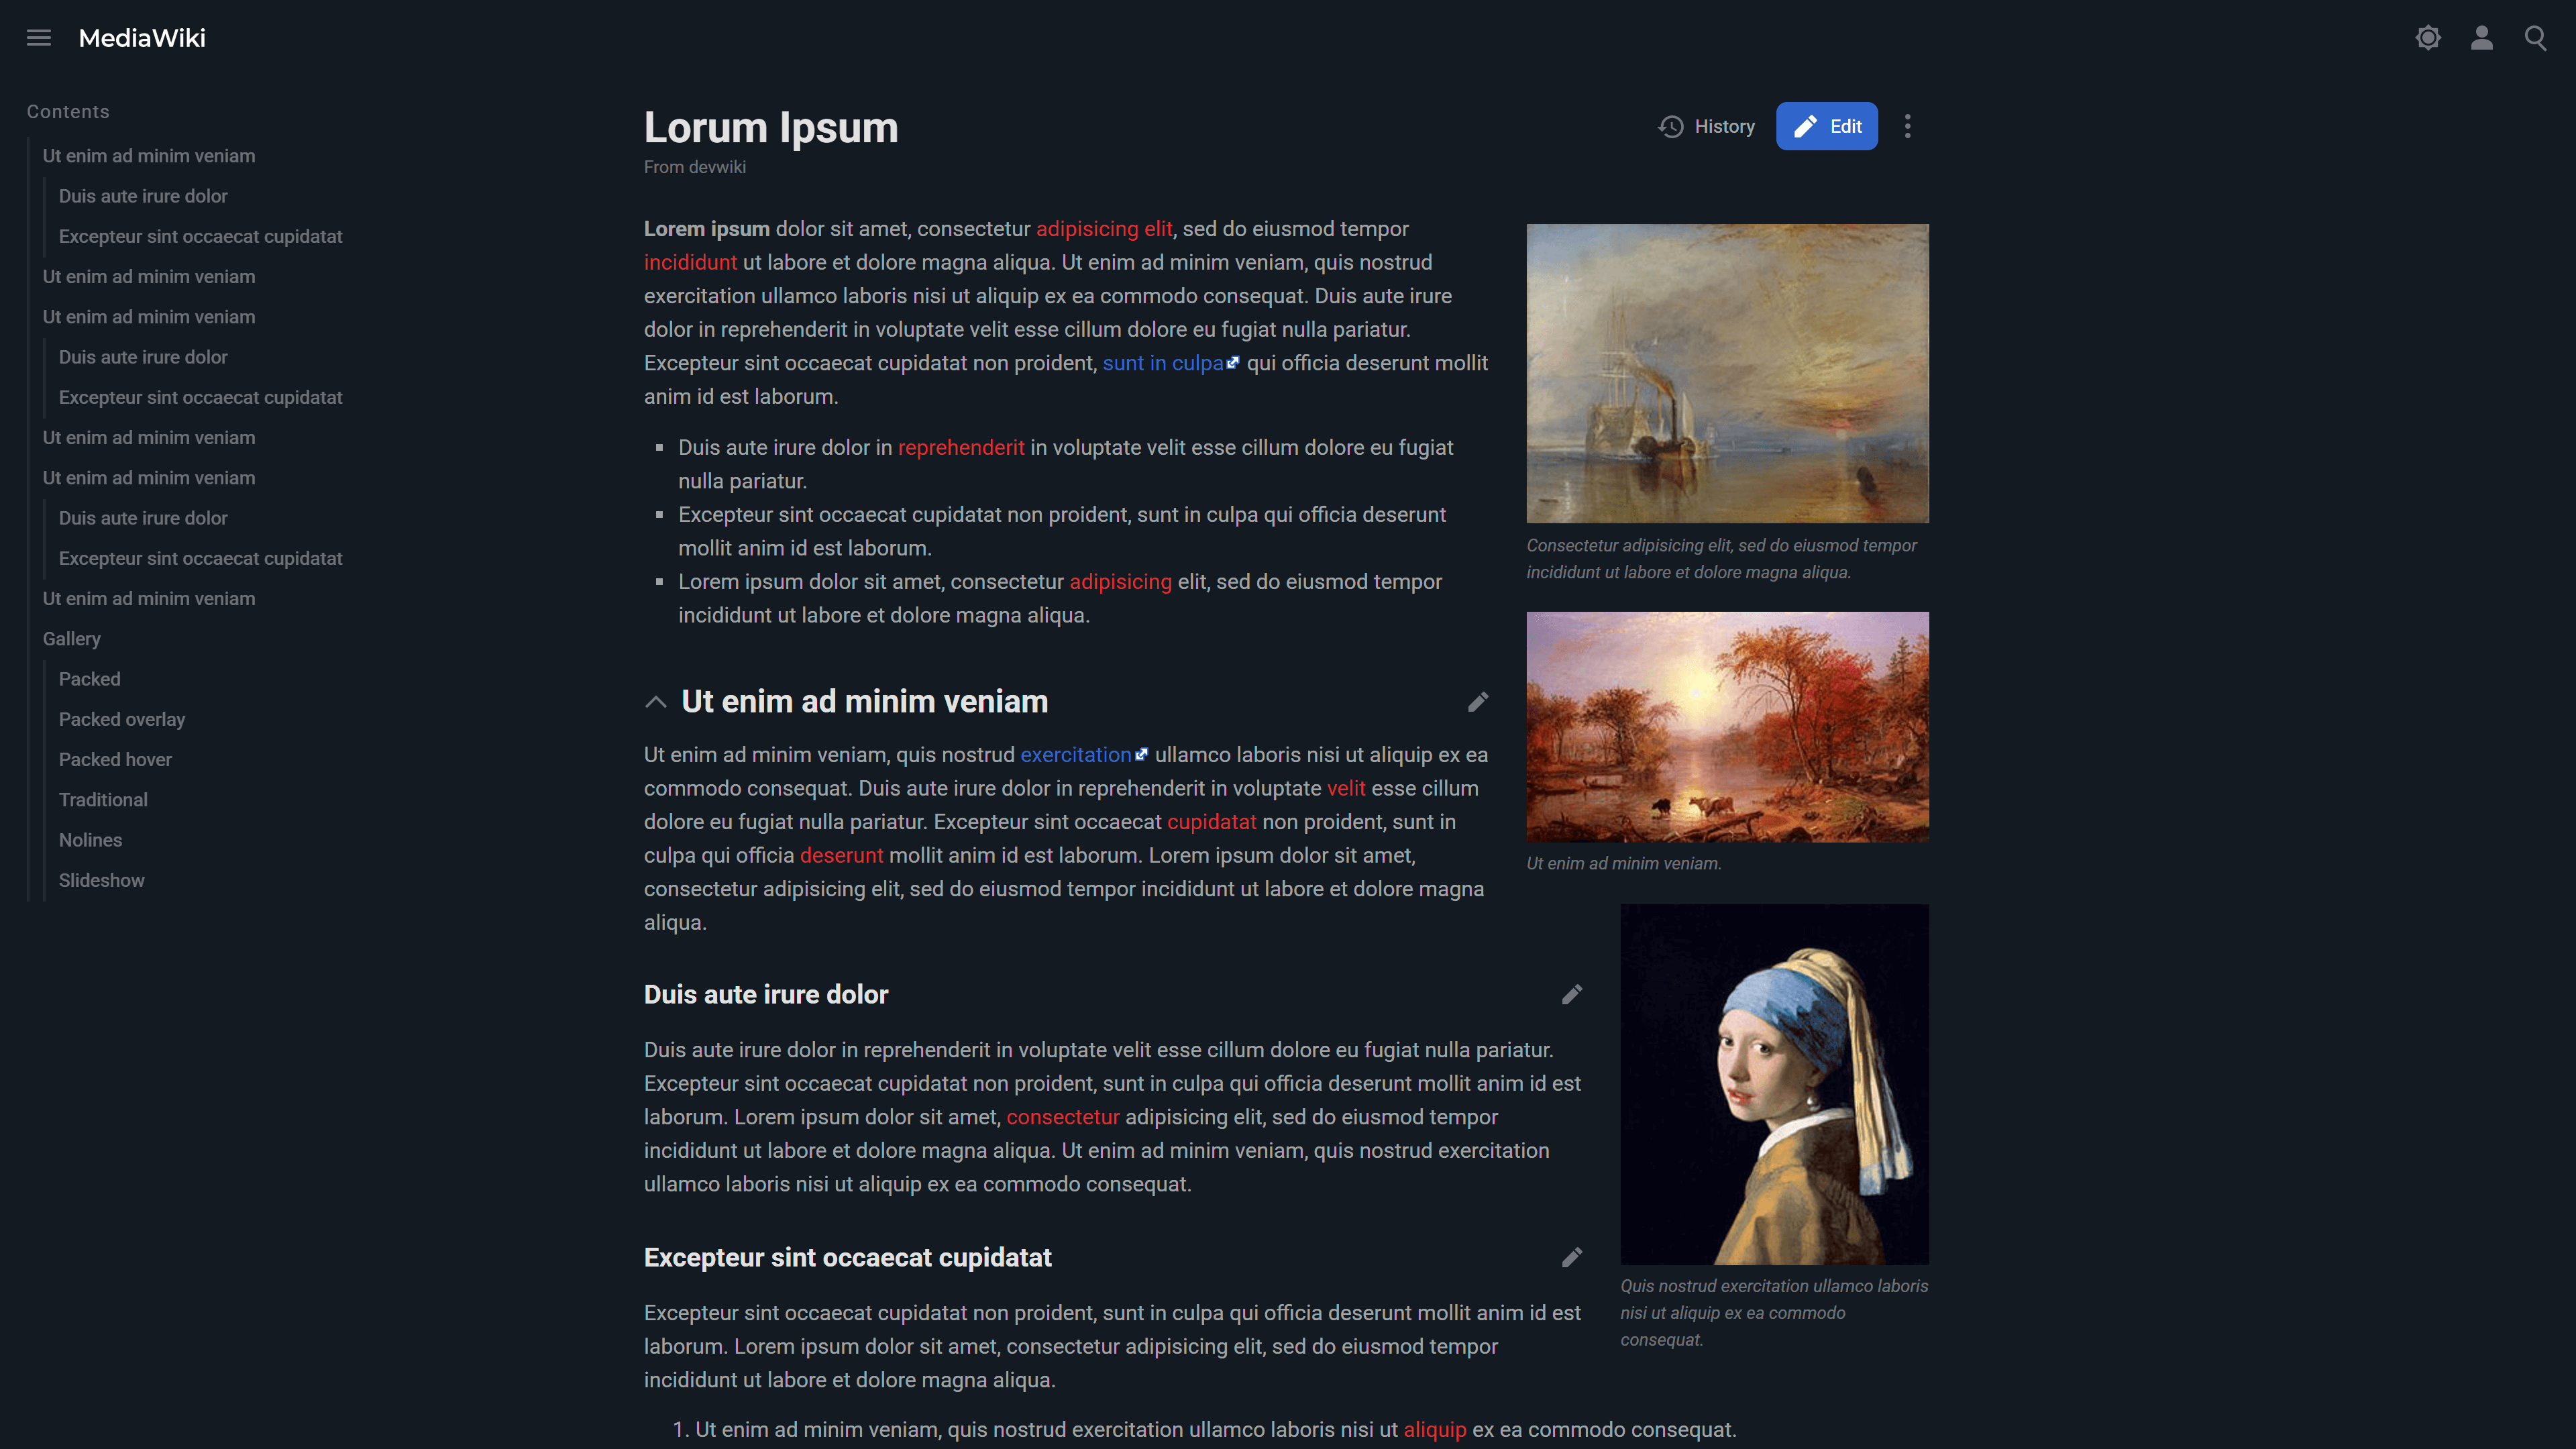 MediaWiki
Contents
Ut enim ad minim veniam
Duis aute irure dolor
Excepteur sint occaecat cupidatat
Ut enim ad minim veniam
Ut enim ad minim veniam
Duis aute irure dolor
Excepteur sint occaecat cupidatat
Ut enim ad minim veniam
Ut enim ad minim veniam
Duis aute irure dolor
Excepteur sint occaecat cupidatat
Ut enim ad minim veniam
Gallery
Packed
Packed overlay
Packed hover
Traditional
Nolines
Slideshow
Lorum Ipsum
History
Edit
From devwiki
Lorem ipsum dolor sit amet, consectetur adipisicing elit, sed do eiusmod tempor
incididunt ut labore et dolore magna aliqua. Ut enim ad minim veniam, quis nostrud
exercitation ullamco laboris nisi ut aliquip ex ea commodo consequat. Duis aute irure
dolor in reprehenderit in voluptate velit esse cillum dolore eu fugiat nulla pariatur.
Excepteur sint occaecat cupidatat non proident, sunt in culpa qui officia deserunt mollit
anim id est laborum.
Duis aute irure dolor in reprehenderit in voluptate velit esse cillum dolore eu fugiat
nulla pariatur.
Excepteur sint occaecat cupidatat non proident, sunt in culpa qui officia deserunt
mollit anim id est laborum.
Lorem ipsum dolor sit amet, consectetur adipisicing elit, sed do eiusmod tempor
incididunt ut labore et dolore magna aliqua.
Consectetur adipisicing elit, sed do eiusmod tempor
incididunt ut labore et dolore magna aliqua.
Ut enim ad minim veniam
Ut enim ad minim veniam, quis nostrud exercitation ullamco laboris nisi ut aliquip ex ea
commodo consequat. Duis aute irure dolor in reprehenderit in voluptate velit esse cillum
dolore eu fugiat nulla pariatur. Excepteur sint occaecat cupidatat non proident, sunt in
culpa qui officia deserunt mollit anim id est laborum. Lorem ipsum dolor sit amet,
consectetur adipisicing elit, sed do eiusmod tempor incididunt ut labore et dolore magna
aliqua.
Ut enim ad minim veniam.
Duis aute irure dolor
Duis aute irure dolor in reprehenderit in voluptate velit esse cillum dolore eu fugiat nulla pariatur.
Excepteur sint occaecat cupidatat non proident, sunt in culpa qui officia deserunt mollit anim id est
laborum. Lorem ipsum dolor sit amet, consectetur adipisicing elit, sed do eiusmod tempor
incididunt ut labore et dolore magna aliqua. Ut enim ad minim veniam, quis nostrud exercitation
ullamco laboris nisi ut aliquip ex ea commodo consequat.
Excepteur sint occaecat cupidatat
Excepteur sint occaecat cupidatat non proident, sunt in culpa qui officia deserunt mollit anim id est
laborum. Lorem ipsum dolor sit amet, consectetur adipisicing elit, sed do eiusmod tempor
incididunt ut labore et dolore magna aliqua.
Quis nostrud exercitation ullamco laboris
nisi ut aliquip ex ea commodo
consequat.
1. Ut enim ad minim veniam, quis nostrud exercitation ullamco laboris nisi ut aliquip ex ea commodo consequat.